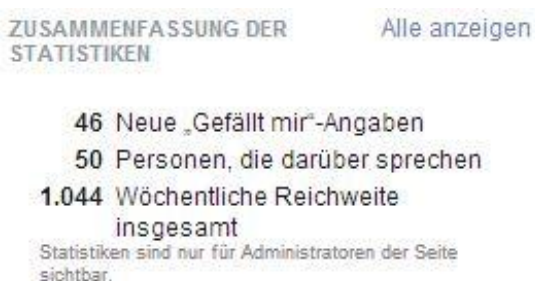 ZUSAMMENFASSUNG DER STATISTIKEN
Alle anzeigen
46 Neue „Gefällt mir“-Angaben
50 Personen, die darüber sprechen
1.044 Wöchentliche Reichweite
insgesamt
Statistiken sind nur für Administratoren der Seite
sichtbar.